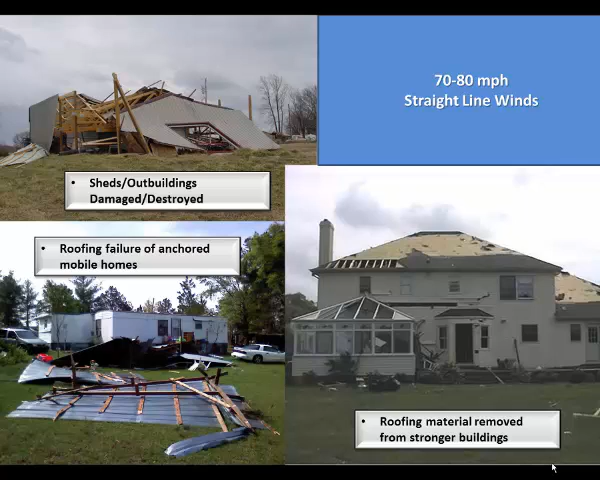 70-80 mph
Straight Line Winds
• Sheds/Outbuildings
Damaged/Destroyed
• Roofing failure of anchored
mobile homes
• Roofing material removed
from stronger buildings